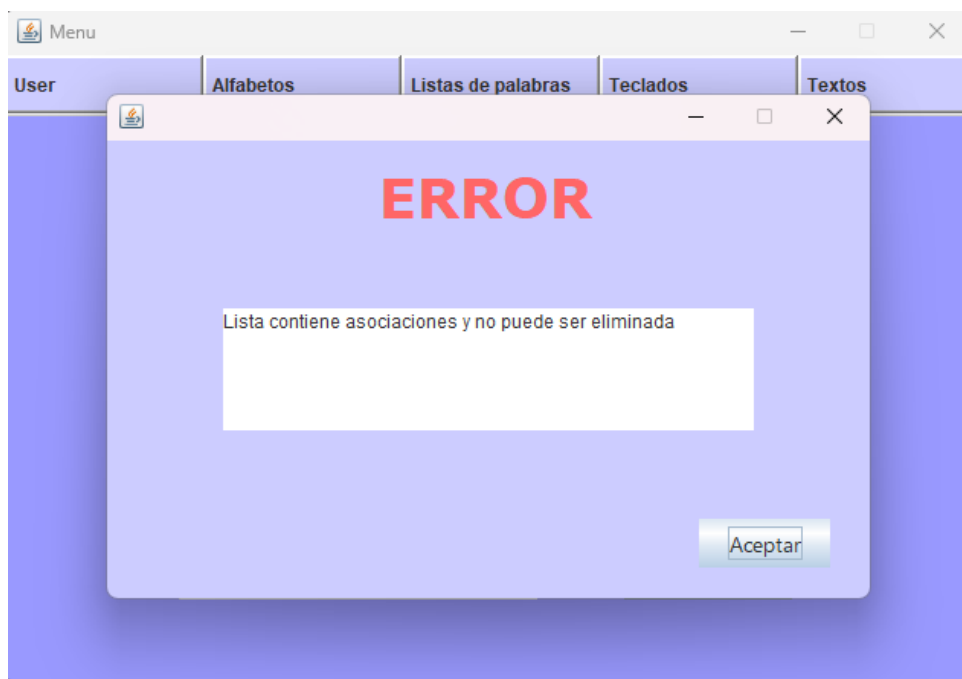 Menu
User Alfabetos Listas de palabras Teclados Textos
ERROR
Lista contiene asociaciones y no puede ser eliminada
Aceptar